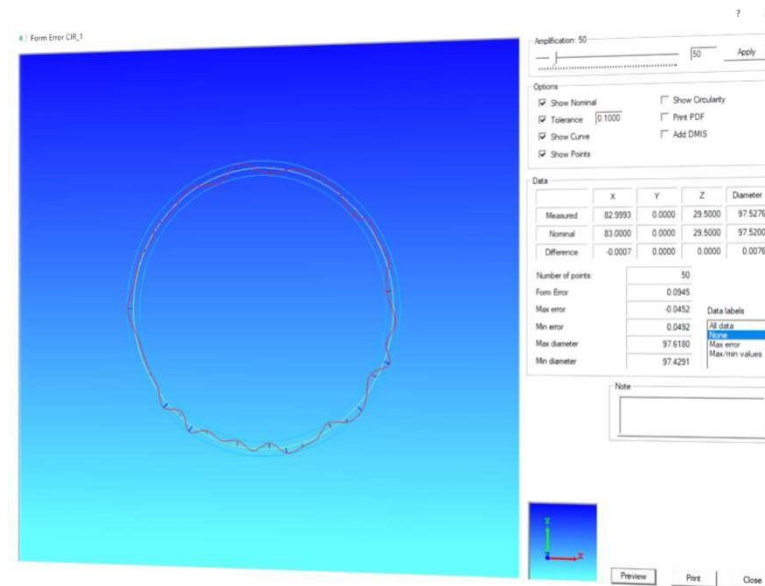 ?
Form Error CIR_1
Amplification: 50
50
Apply
Options
Show Nominal
Show Circularity
Tolerance 0.1000
Print PDF
Show Curve
Add DMIS
Show Points
Data
X Y Z Diameter
Measured 82.9993 0.0000 29.5000 97.5276
Nominal 83.0000 0.0000 29.5000 97.5200
Difference -0.0007 0.0000 0.0000 0.0076
Number of points: 50
Form Error 0.0945
Max error -0.0452
Data labels
Min error 0.0492
All data
None
Max diameter 97.6180
Max error
Max/min values
Min diameter 97.4291
Note
Y
X
Preview
Print
Close